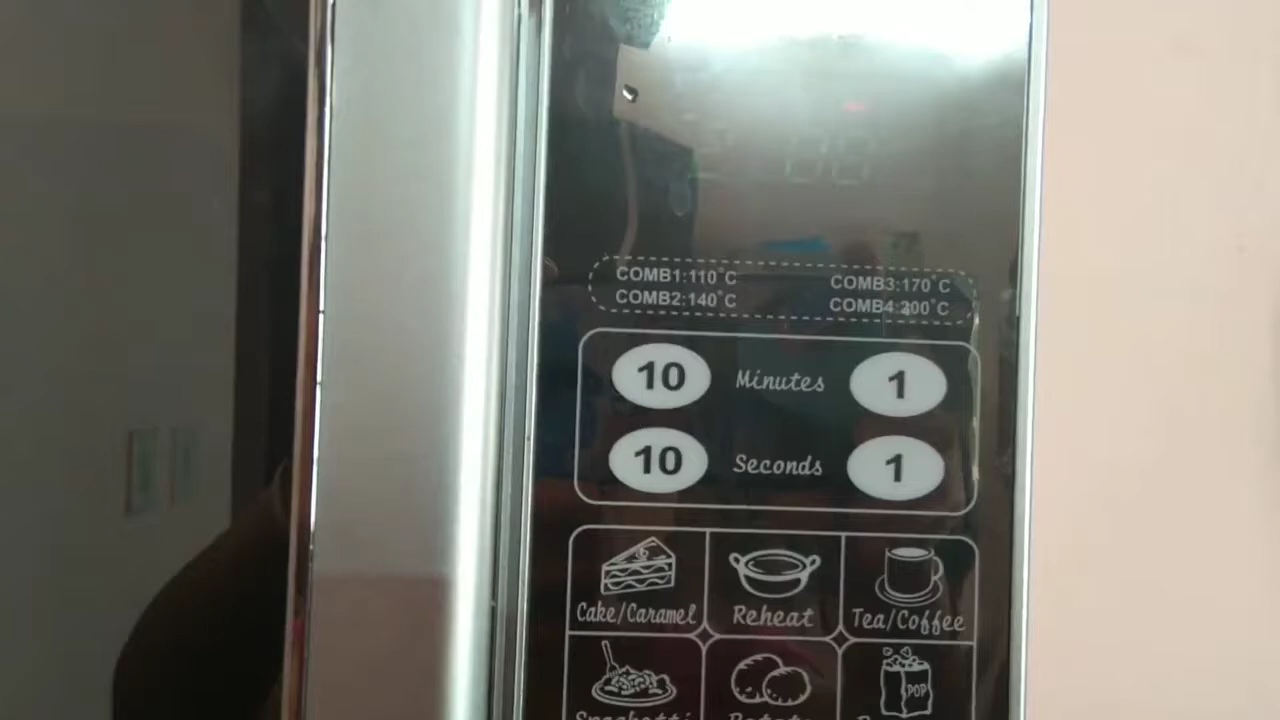 COMB1:110°C COMB3:170°C
COMB2:140°C COMB4:200°C
10 Minutes 1
10 Seconds 1
Cake/Caramel Reheat Tea/Coffee
POP